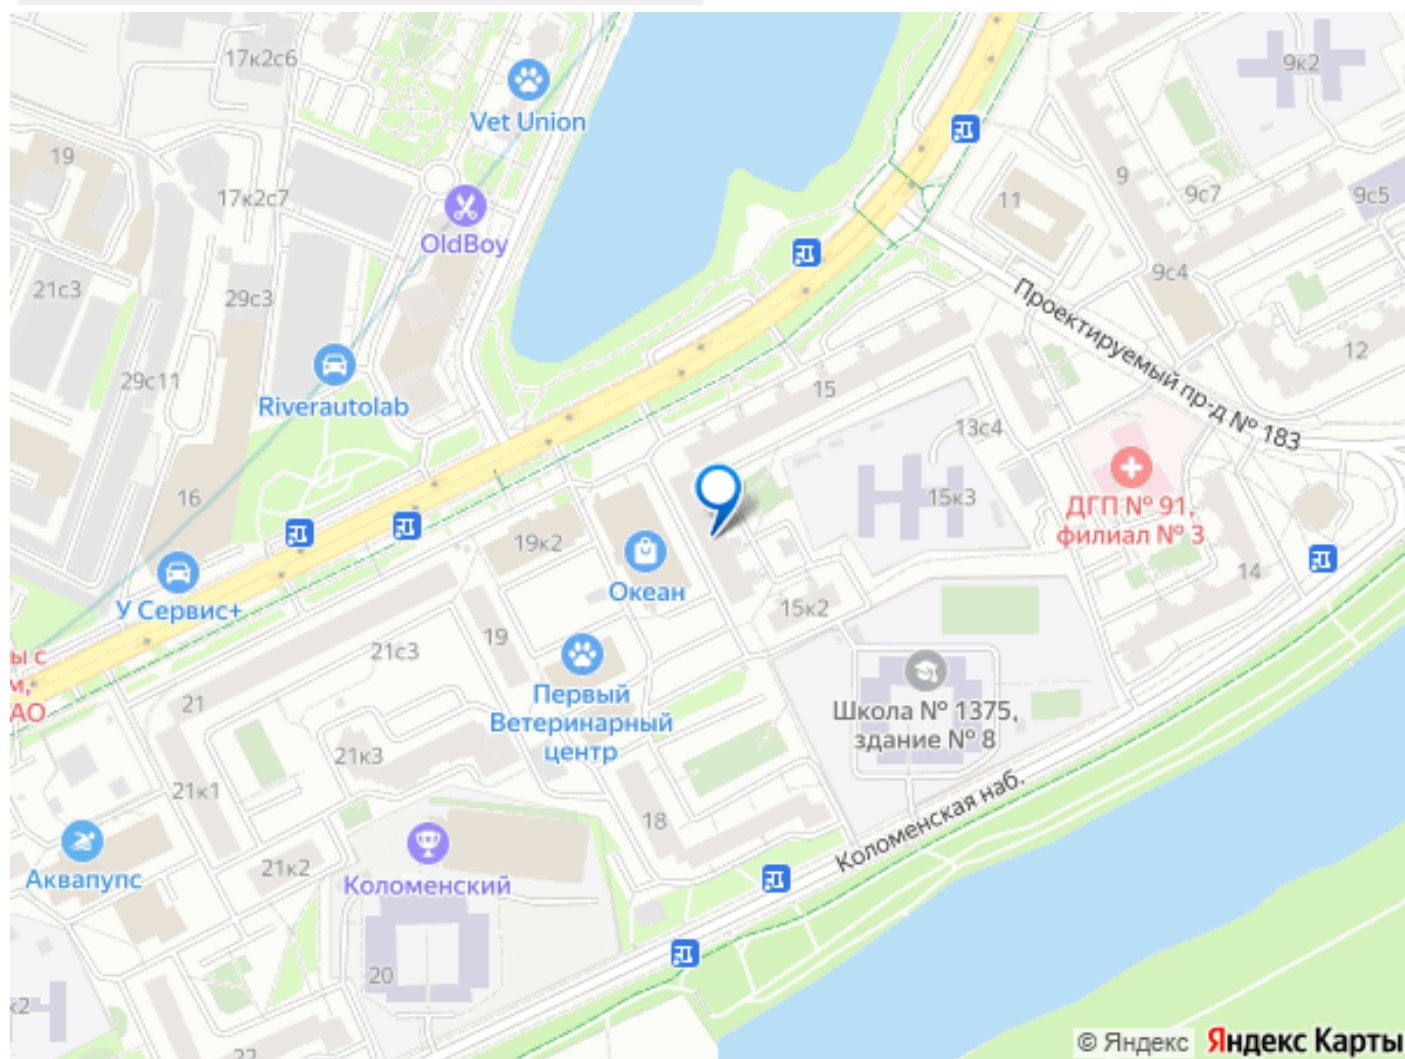 17к2с6
Vet Union
9к2
19
17к2с7
OldBoy
11
9
9с7
9с5
21с3
29с3
9с4
Проектируемый пр-д № 183
12
29с11
Riverautolab
15
13с4
16
15к3
ДГП № 91,
филиал № 3
19к2
Океан
14
У Сервис+
15к2
19
21с3
ы с
м,
АО
21
Первый
Ветеринарный
центр
Школа № 1375,
здание № 8
21к3
21к1
18
Коломенская наб.
Аквапупс
21к2
Коломенский
20
к2
22
© Яндекс Яндекс Карты